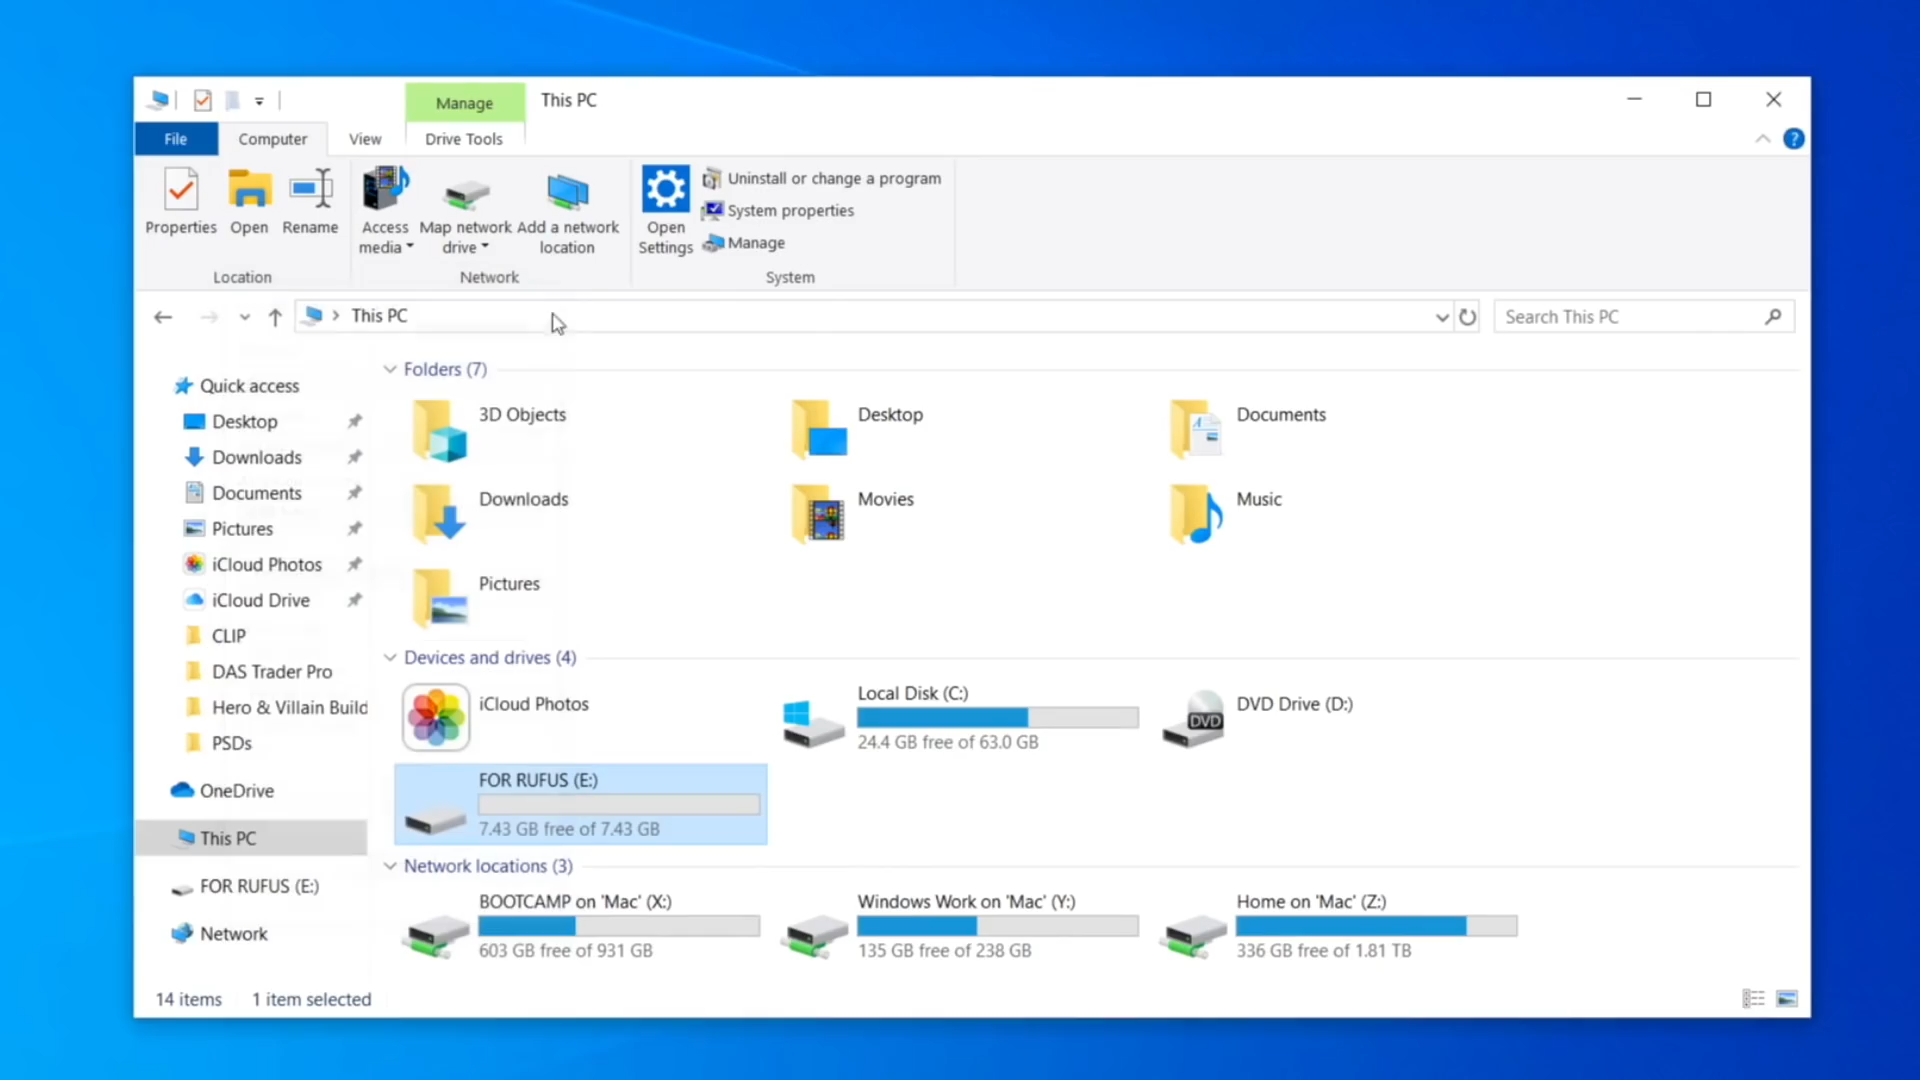 Manage
This PC
File
Computer
View
Drive Tools
?
Properties
Open
Rename
Access media
Map network drive
Add a network location
Open Settings
Uninstall or change a program
System properties
Manage
Location
Network
System
This PC
Search This PC
Quick access
Desktop
Downloads
Documents
Pictures
iCloud Photos
iCloud Drive
CLIP
DAS Trader Pro
Hero & Villain Build
PSDs
OneDrive
This PC
FOR RUFUS (E:)
Network
Folders (7)
3D Objects
Desktop
Documents
Downloads
Movies
Music
Pictures
Devices and drives (4)
iCloud Photos
Local Disk (C:)
24.4 GB free of 63.0 GB
DVD
DVD Drive (D:)
FOR RUFUS (E:)
7.43 GB free of 7.43 GB
Network locations (3)
BOOTCAMP on 'Mac' (X:)
603 GB free of 931 GB
Windows Work on 'Mac' (Y:)
135 GB free of 238 GB
Home on 'Mac' (Z:)
336 GB free of 1.81 TB
14 items
1 item selected